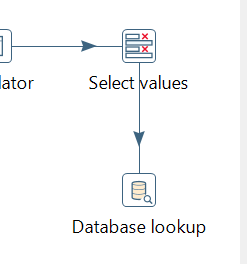 lator
Select values
Database lookup